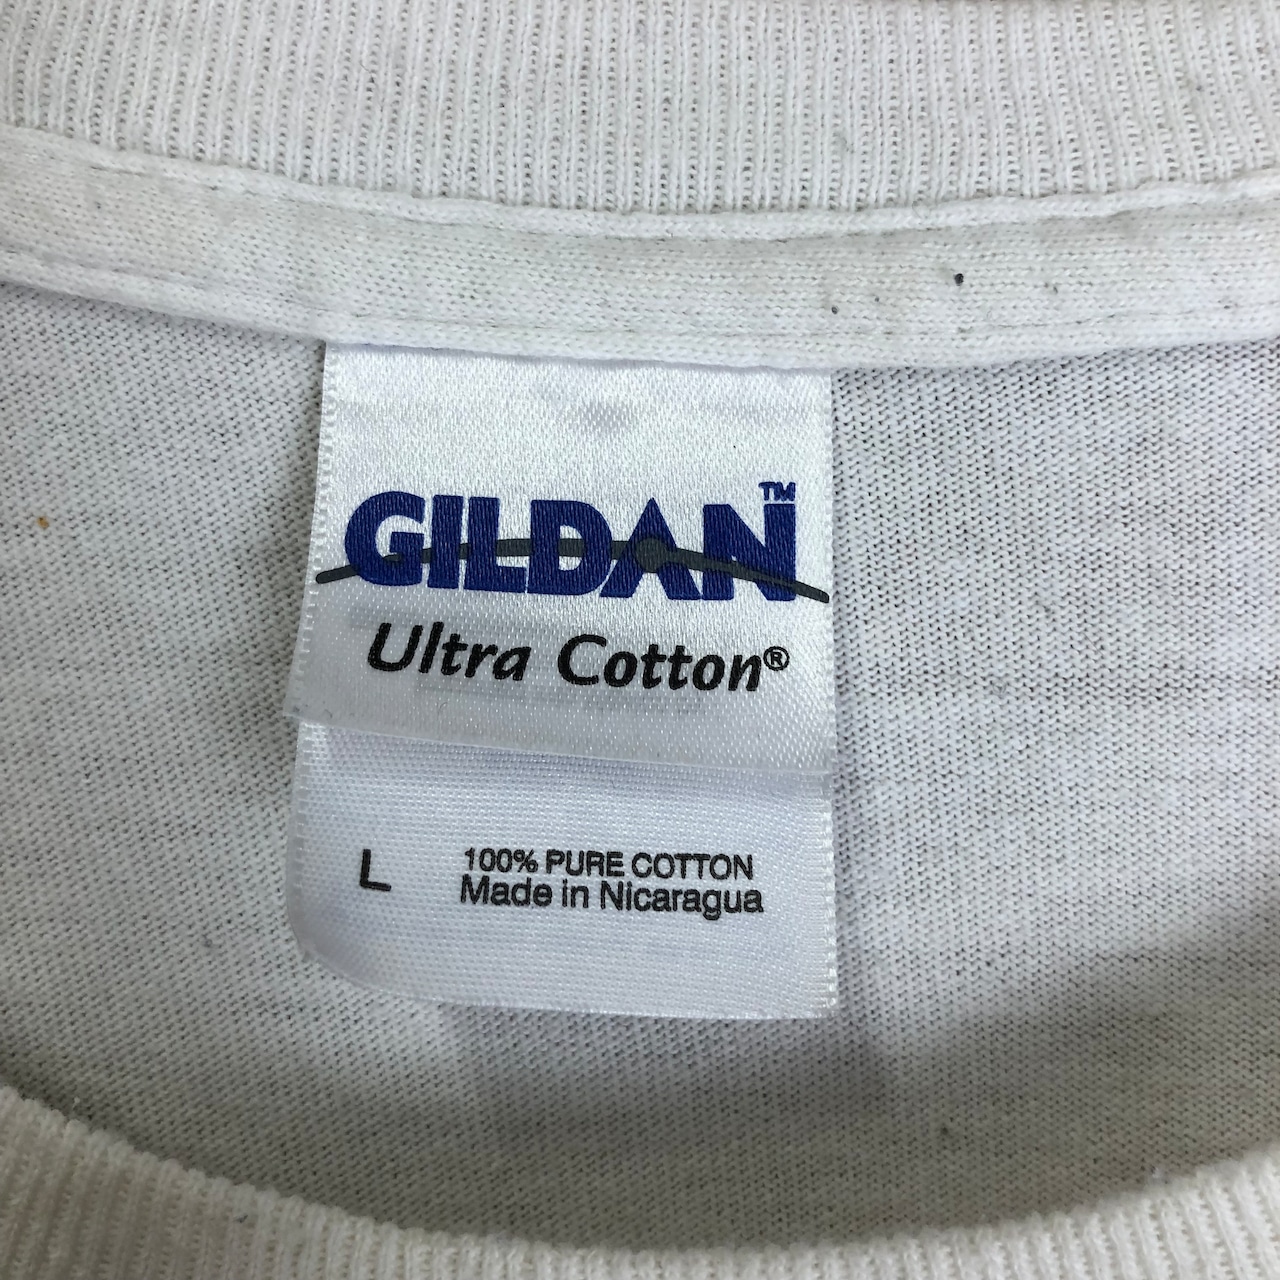 GILDAN™
Ultra Cotton®
L
100% PURE COTTON
Made in Nicaragua